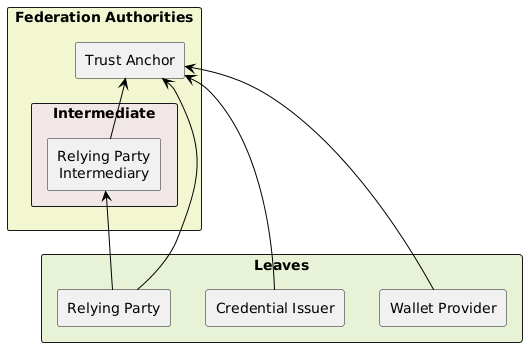 Federation Authorities
Trust Anchor
Intermediate
Relying Party
Intermediary
Leaves
Relying Party
Credential Issuer
Wallet Provider